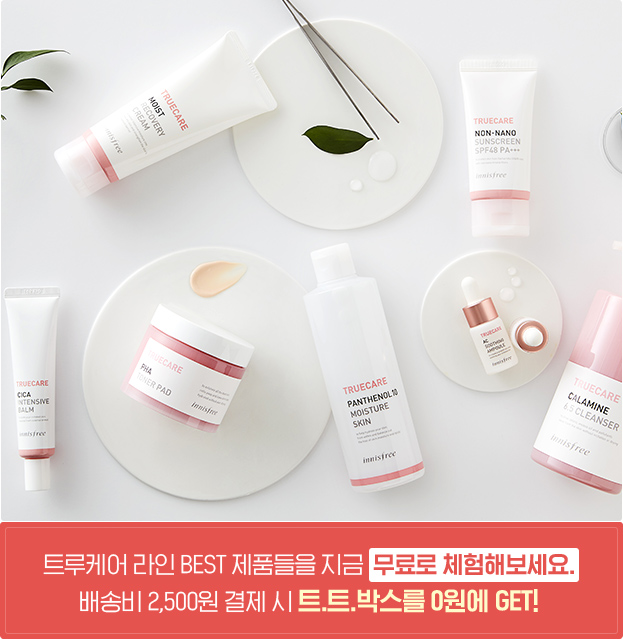 TRUECARE
MOIST
RECOVERY
CREAM
innisfree
TRUECARE
NON-NANO
SUNSCREEN
SPF48 PA+++
innisfree
TRUECARE
CICA
INTENSIVE
BALM
innisfree
TRUECARE
PHA
TONER PAD
innisfree
TRUECARE
PANTHENOL10
MOISTURE
SKIN
innisfree
TRUECARE
AC
SOOTHING
AMPOULE
innisfree
TRUECARE
CALAMINE
6.5 CLEANSER
innisfree
트루케어 라인 BEST 제품들을 지금 무료로 체험해보세요.
배송비 2,500원 결제 시 트.트.박스를 0원에 GET!